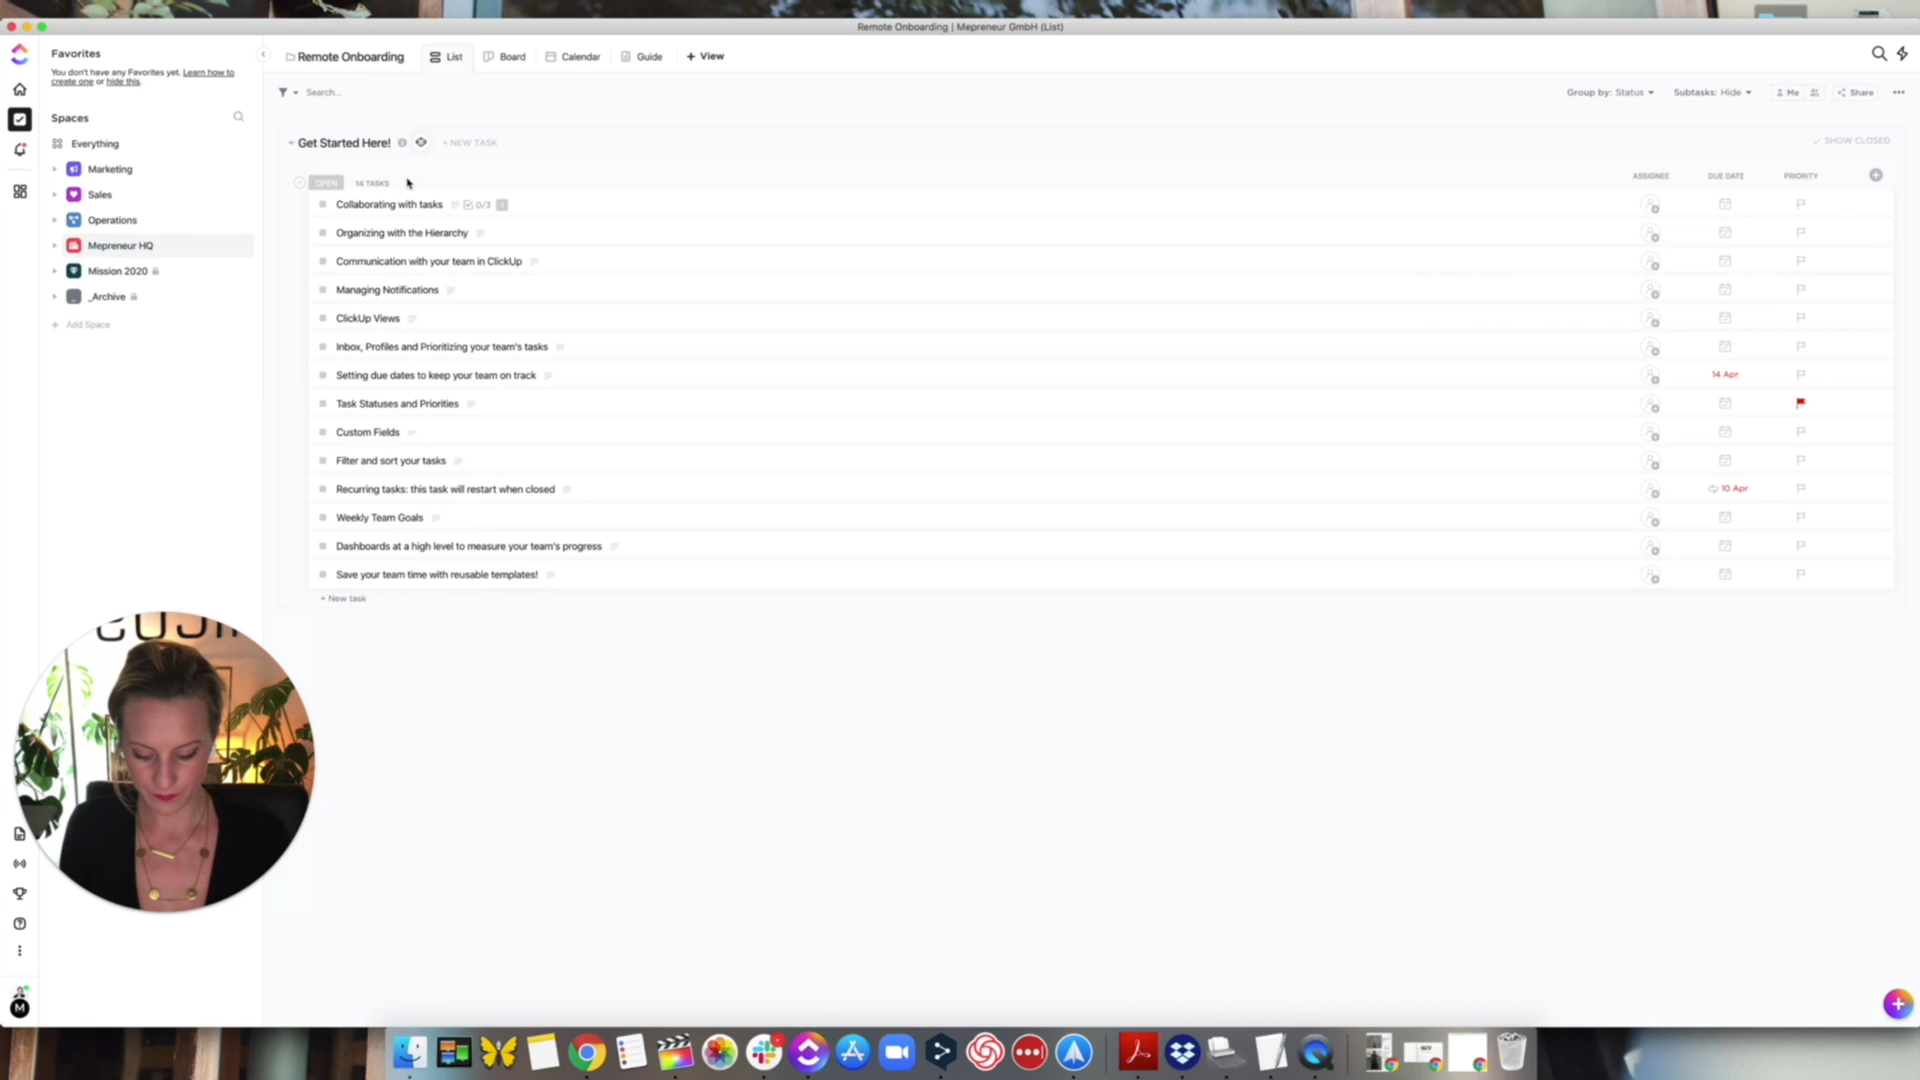 Remote Onboarding | Mepreneur GmbH (List)
Favorites
You don't have any Favorites yet. Learn how to
create one or hide this.
Spaces
Everything
Marketing
Sales
Operations
Mepreneur HQ
Mission 2020
_Archive
+ Add Space
Remote Onboarding
List
Board
Calendar
Guide
+ View
Search...
Group by: Status
Subtasks: Hide
Me
Share
Get Started Here!
+ NEW TASK
SHOW CLOSED
OPEN
14 TASKS
ASSIGNEE
DUE DATE
PRIORITY
Collaborating with tasks 0/3 1
Organizing with the Hierarchy
Communication with your team in ClickUp
Managing Notifications
ClickUp Views
Inbox, Profiles and Prioritizing your team's tasks
Setting due dates to keep your team on track 14 Apr
Task Statuses and Priorities
Custom Fields
Filter and sort your tasks
Recurring tasks: this task will restart when closed 10 Apr
Weekly Team Goals
Dashboards at a high level to measure your team's progress
Save your team time with reusable templates!
+ New task
M